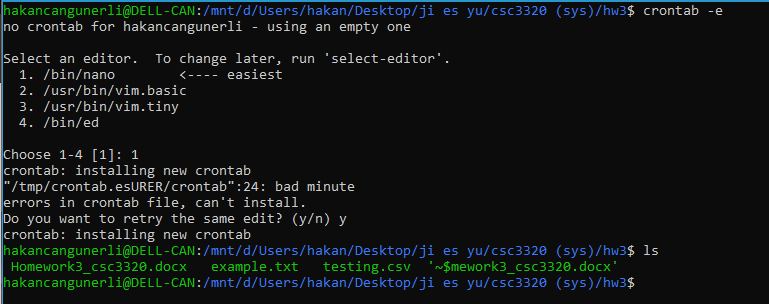 hakancangunerli@DELL-CAN:/mnt/d/Users/hakan/Desktop/ji es yu/csc3320 (sys)/hw3$ crontab -e
no crontab for hakancangunerli - using an empty one

Select an editor.  To change later, run 'select-editor'.
  1. /bin/nano        <---- easiest
  2. /usr/bin/vim.basic
  3. /usr/bin/vim.tiny
  4. /bin/ed

Choose 1-4 [1]: 1
crontab: installing new crontab
"/tmp/crontab.esURER/crontab":24: bad minute
errors in crontab file, can't install.
Do you want to retry the same edit? (y/n) y
crontab: installing new crontab
hakancangunerli@DELL-CAN:/mnt/d/Users/hakan/Desktop/ji es yu/csc3320 (sys)/hw3$ ls
 Homework3_csc3320.docx   example.txt   testing.csv  '~$mework3_csc3320.docx'
hakancangunerli@DELL-CAN:/mnt/d/Users/hakan/Desktop/ji es yu/csc3320 (sys)/hw3$